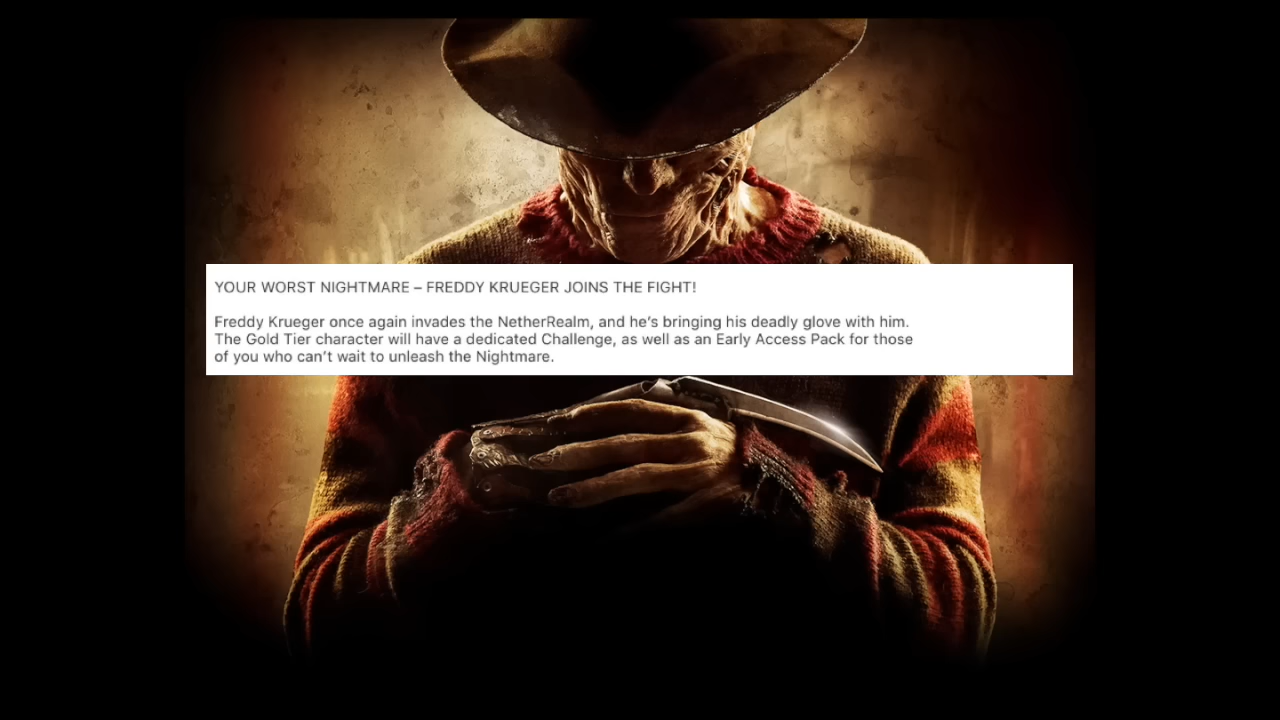 YOUR WORST NIGHTMARE – FREDDY KRUEGER JOINS THE FIGHT!
Freddy Krueger once again invades the NetherRealm, and he’s bringing his deadly glove with him.
The Gold Tier character will have a dedicated Challenge, as well as an Early Access Pack for those
of you who can’t wait to unleash the Nightmare.